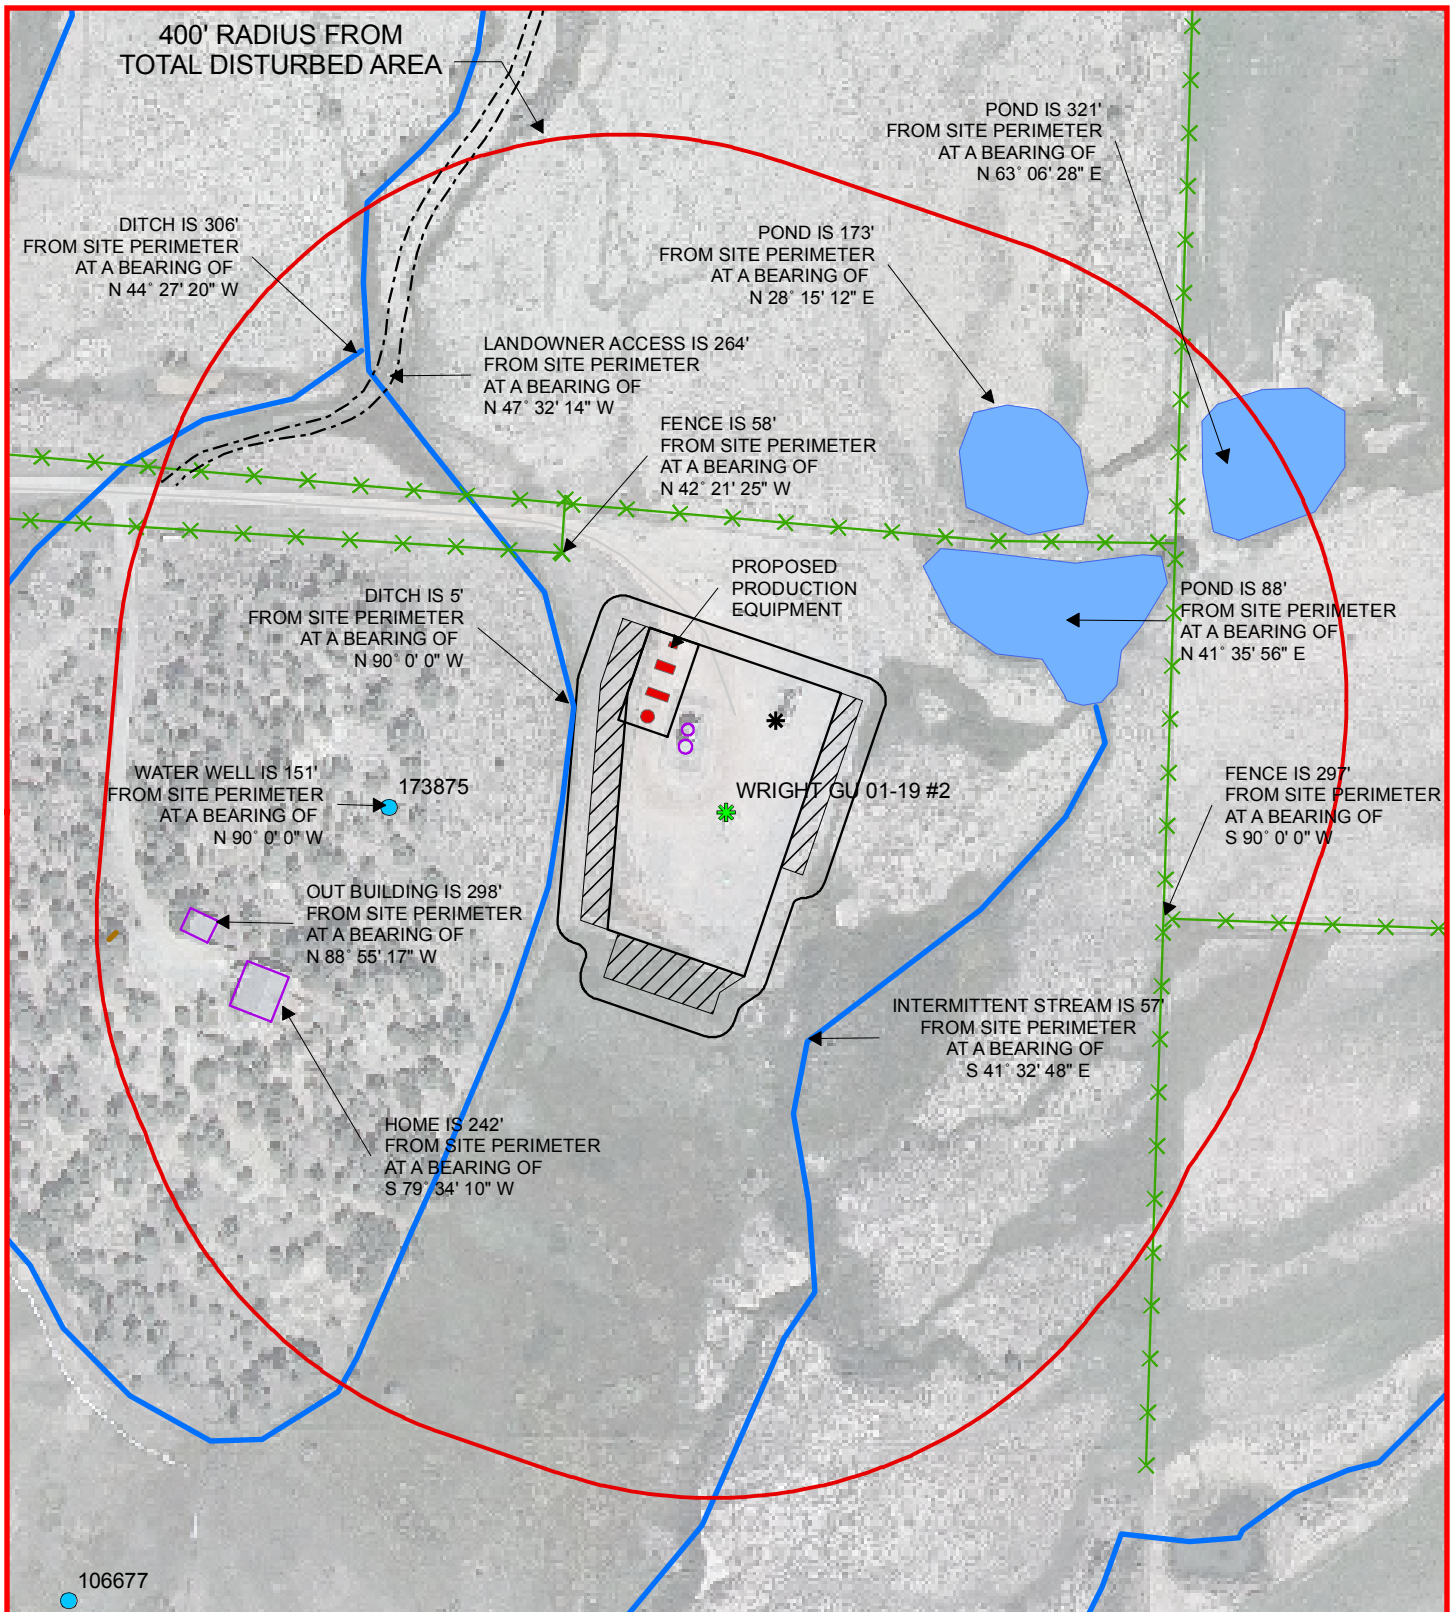 400' RADIUS FROM
TOTAL DISTURBED AREA
POND IS 321'
FROM SITE PERIMETER
AT A BEARING OF
N 63° 06' 28" E
DITCH IS 306'
FROM SITE PERIMETER
AT A BEARING OF
N 44° 27' 20" W
POND IS 173'
FROM SITE PERIMETER
AT A BEARING OF
N 28° 15' 12" E
LANDOWNER ACCESS IS 264'
FROM SITE PERIMETER
AT A BEARING OF
N 47° 32' 14" W
FENCE IS 58'
FROM SITE PERIMETER
AT A BEARING OF
N 42° 21' 25" W
PROPOSED
PRODUCTION
EQUIPMENT
DITCH IS 5'
FROM SITE PERIMETER
AT A BEARING OF
N 90° 0' 0" W
POND IS 88'
FROM SITE PERIMETER
AT A BEARING OF
N 41° 35' 56" E
WATER WELL IS 151'
FROM SITE PERIMETER
AT A BEARING OF
N 90° 0' 0" W
173875
WRIGHT GU 01-19 #2
FENCE IS 297'
FROM SITE PERIMETER
AT A BEARING OF
S 90° 0' 0" W
OUT BUILDING IS 298'
FROM SITE PERIMETER
AT A BEARING OF
N 88° 55' 17" W
INTERMITTENT STREAM IS 57'
FROM SITE PERIMETER
AT A BEARING OF
S 41° 32' 48" E
HOME IS 242'
FROM SITE PERIMETER
AT A BEARING OF
S 79° 34' 10" W
106677